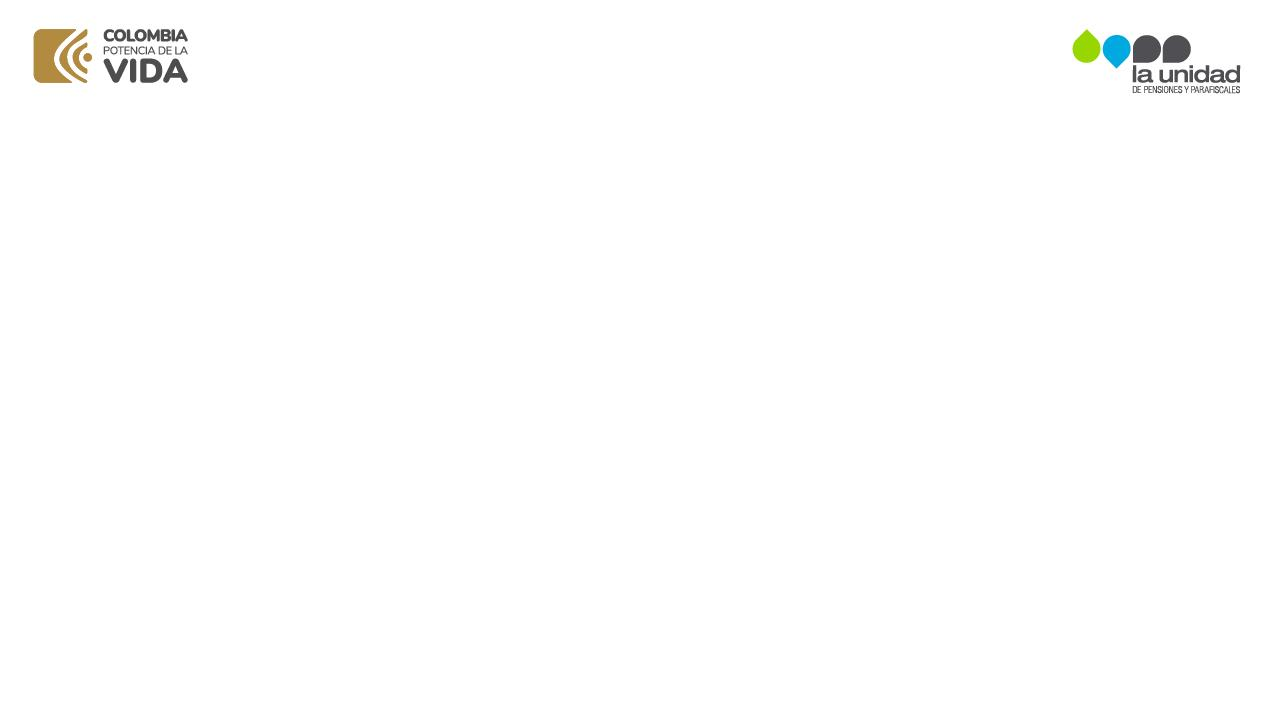 COLOMBIA
POTENCIA DE LA
VIDA
la unidad
DE PENSIONES Y PARAFISCALES